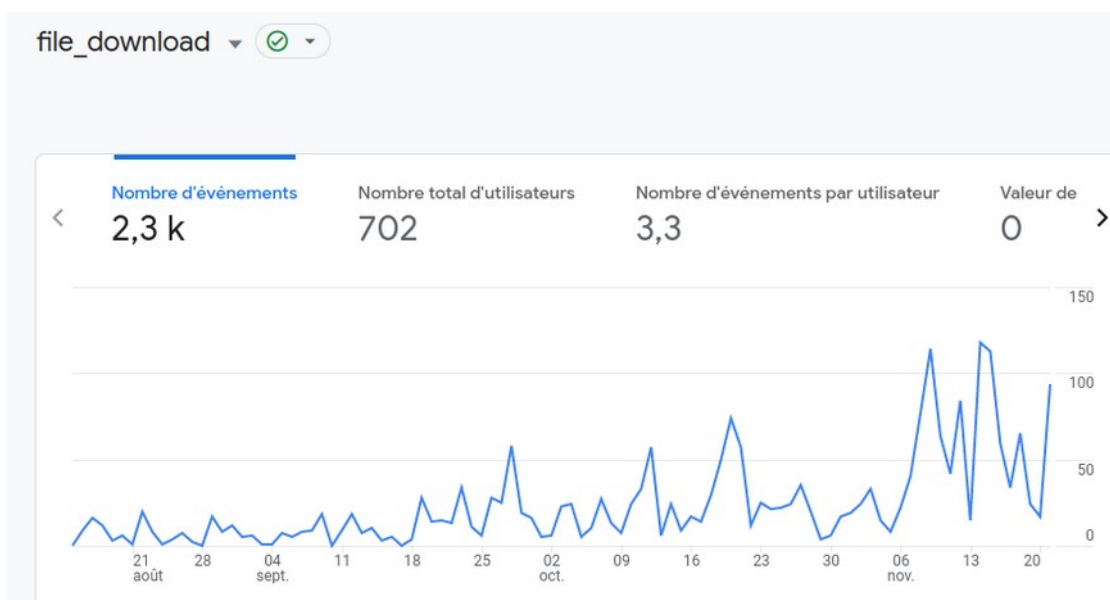 file_download
Nombre d'événements
2,3 k
Nombre total d'utilisateurs
702
Nombre d'événements par utilisateur
3,3
Valeur de
0
150
100
50
0
21 28 04 11 18 25 02 09 16 23 30 06 13 20
août sept. oct. nov.